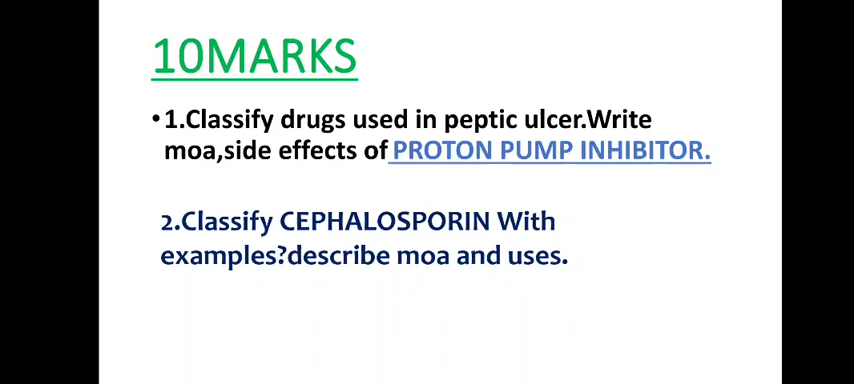 10MARKS
•1.Classify drugs used in peptic ulcer.Write
moa,side effects of PROTON PUMP INHIBITOR.
2.Classify CEPHALOSPORIN With
examples?describe moa and uses.